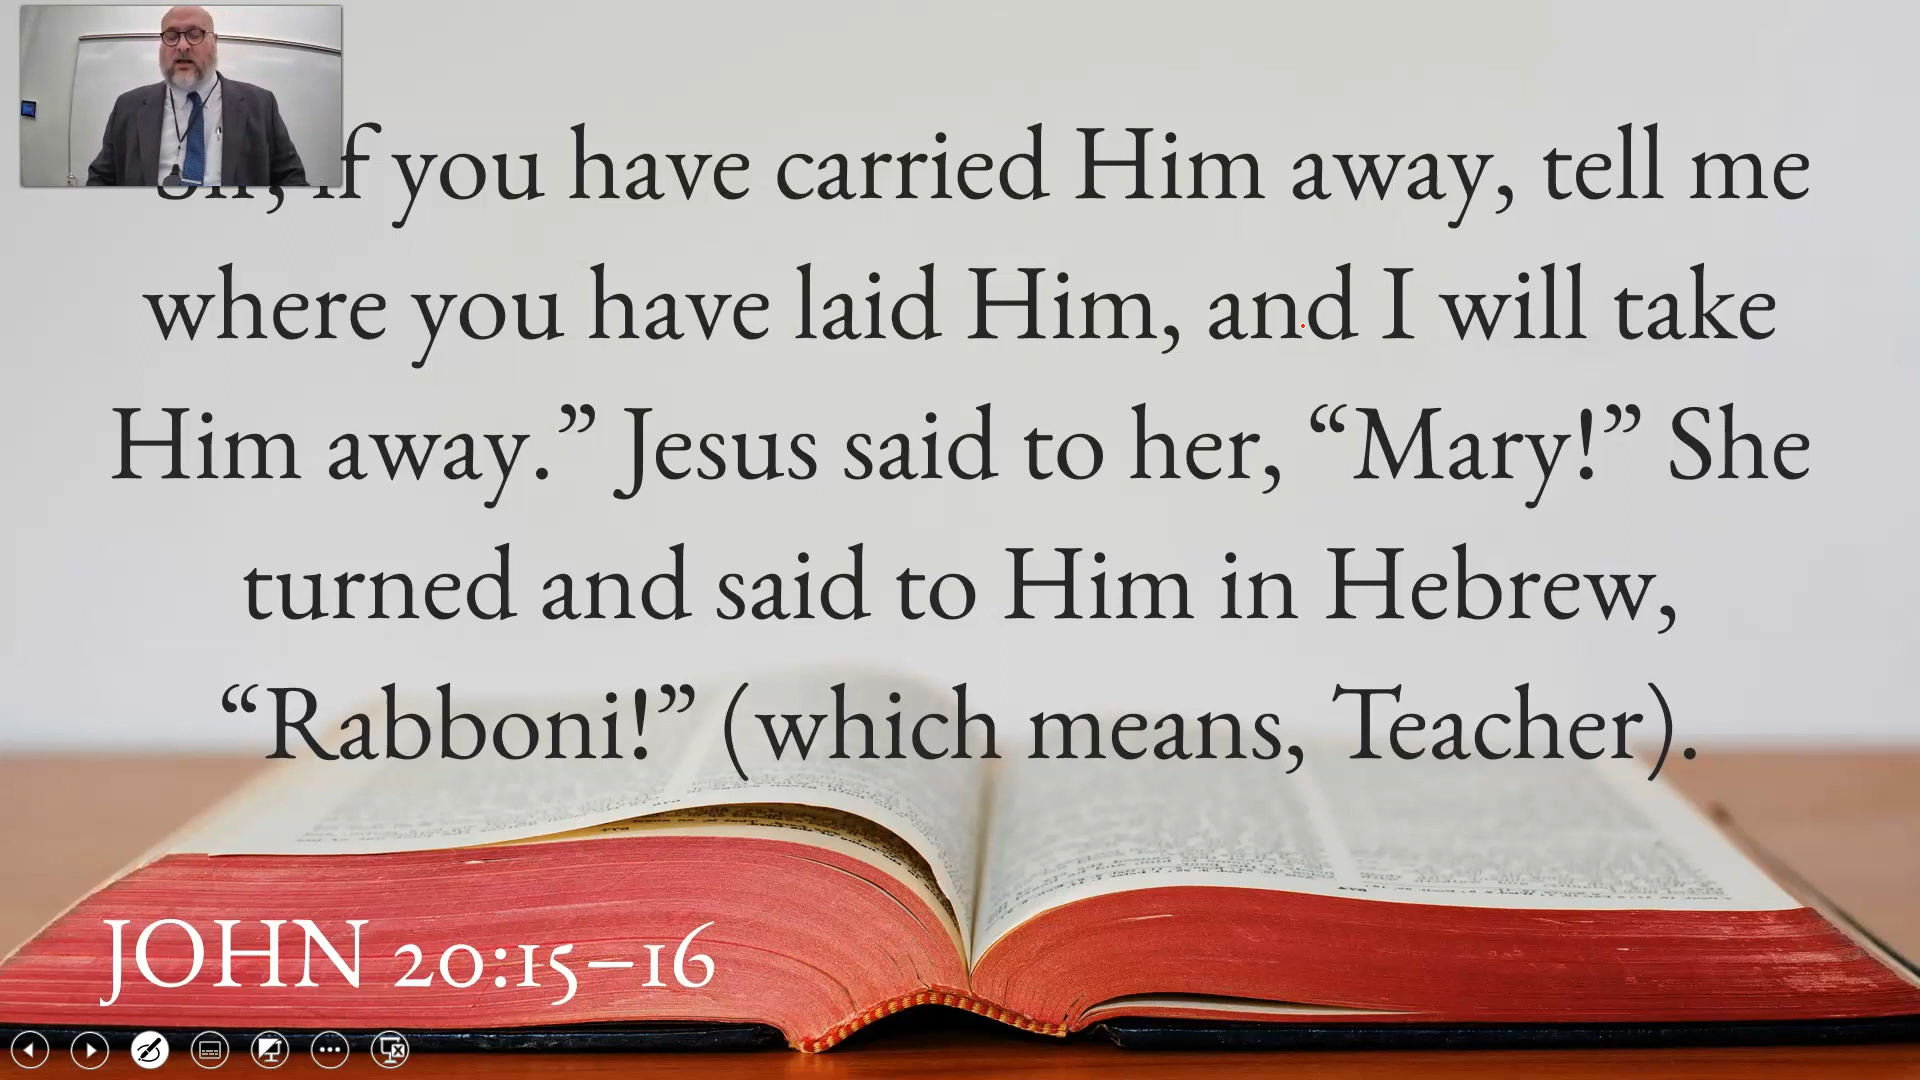 Sir, if you have carried Him away, tell me
where you have laid Him, and I will take
Him away.” Jesus said to her, “Mary!” She
turned and said to Him in Hebrew,
“Rabboni!” (which means, Teacher).
JOHN 20:15–16